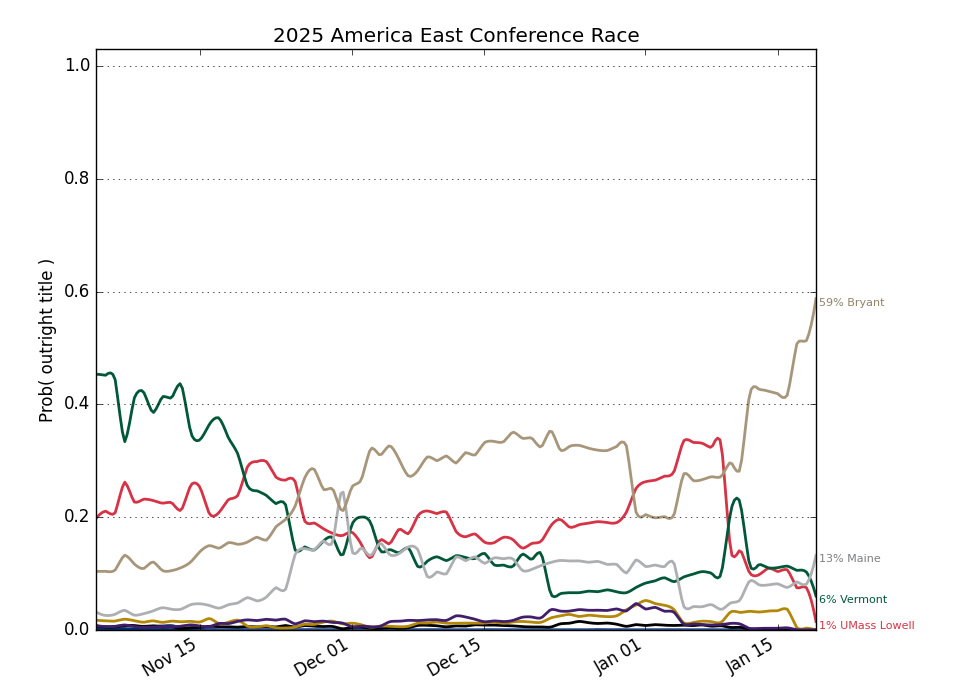 2025 America East Conference Race
Prob( outright title )
1.0
0.8
0.6
0.4
0.2
0.0
Nov 15
Dec 01
Dec 15
Jan 01
Jan 15
59% Bryant
13% Maine
6% Vermont
1% UMass Lowell